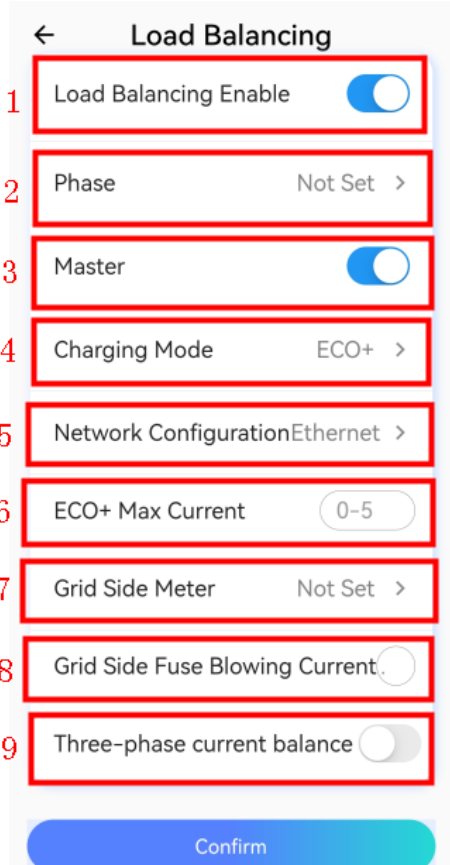 ← Load Balancing
1 Load Balancing Enable
2 Phase Not Set >
3 Master
4 Charging Mode ECO+ >
5 Network Configuration Ethernet >
6 ECO+ Max Current 0-5
7 Grid Side Meter Not Set >
8 Grid Side Fuse Blowing Current
9 Three-phase current balance
Confirm